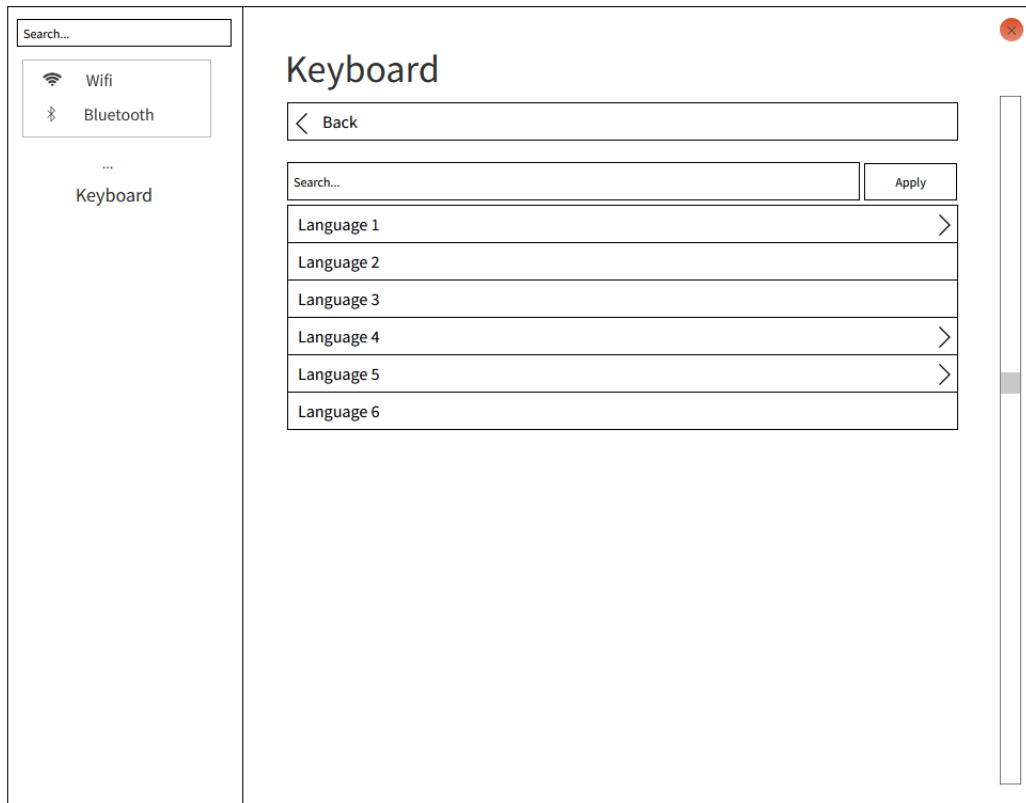 Search...
Wifi
Bluetooth
...
Keyboard
Keyboard
Back
Search...
Apply
Language 1
Language 2
Language 3
Language 4
Language 5
Language 6